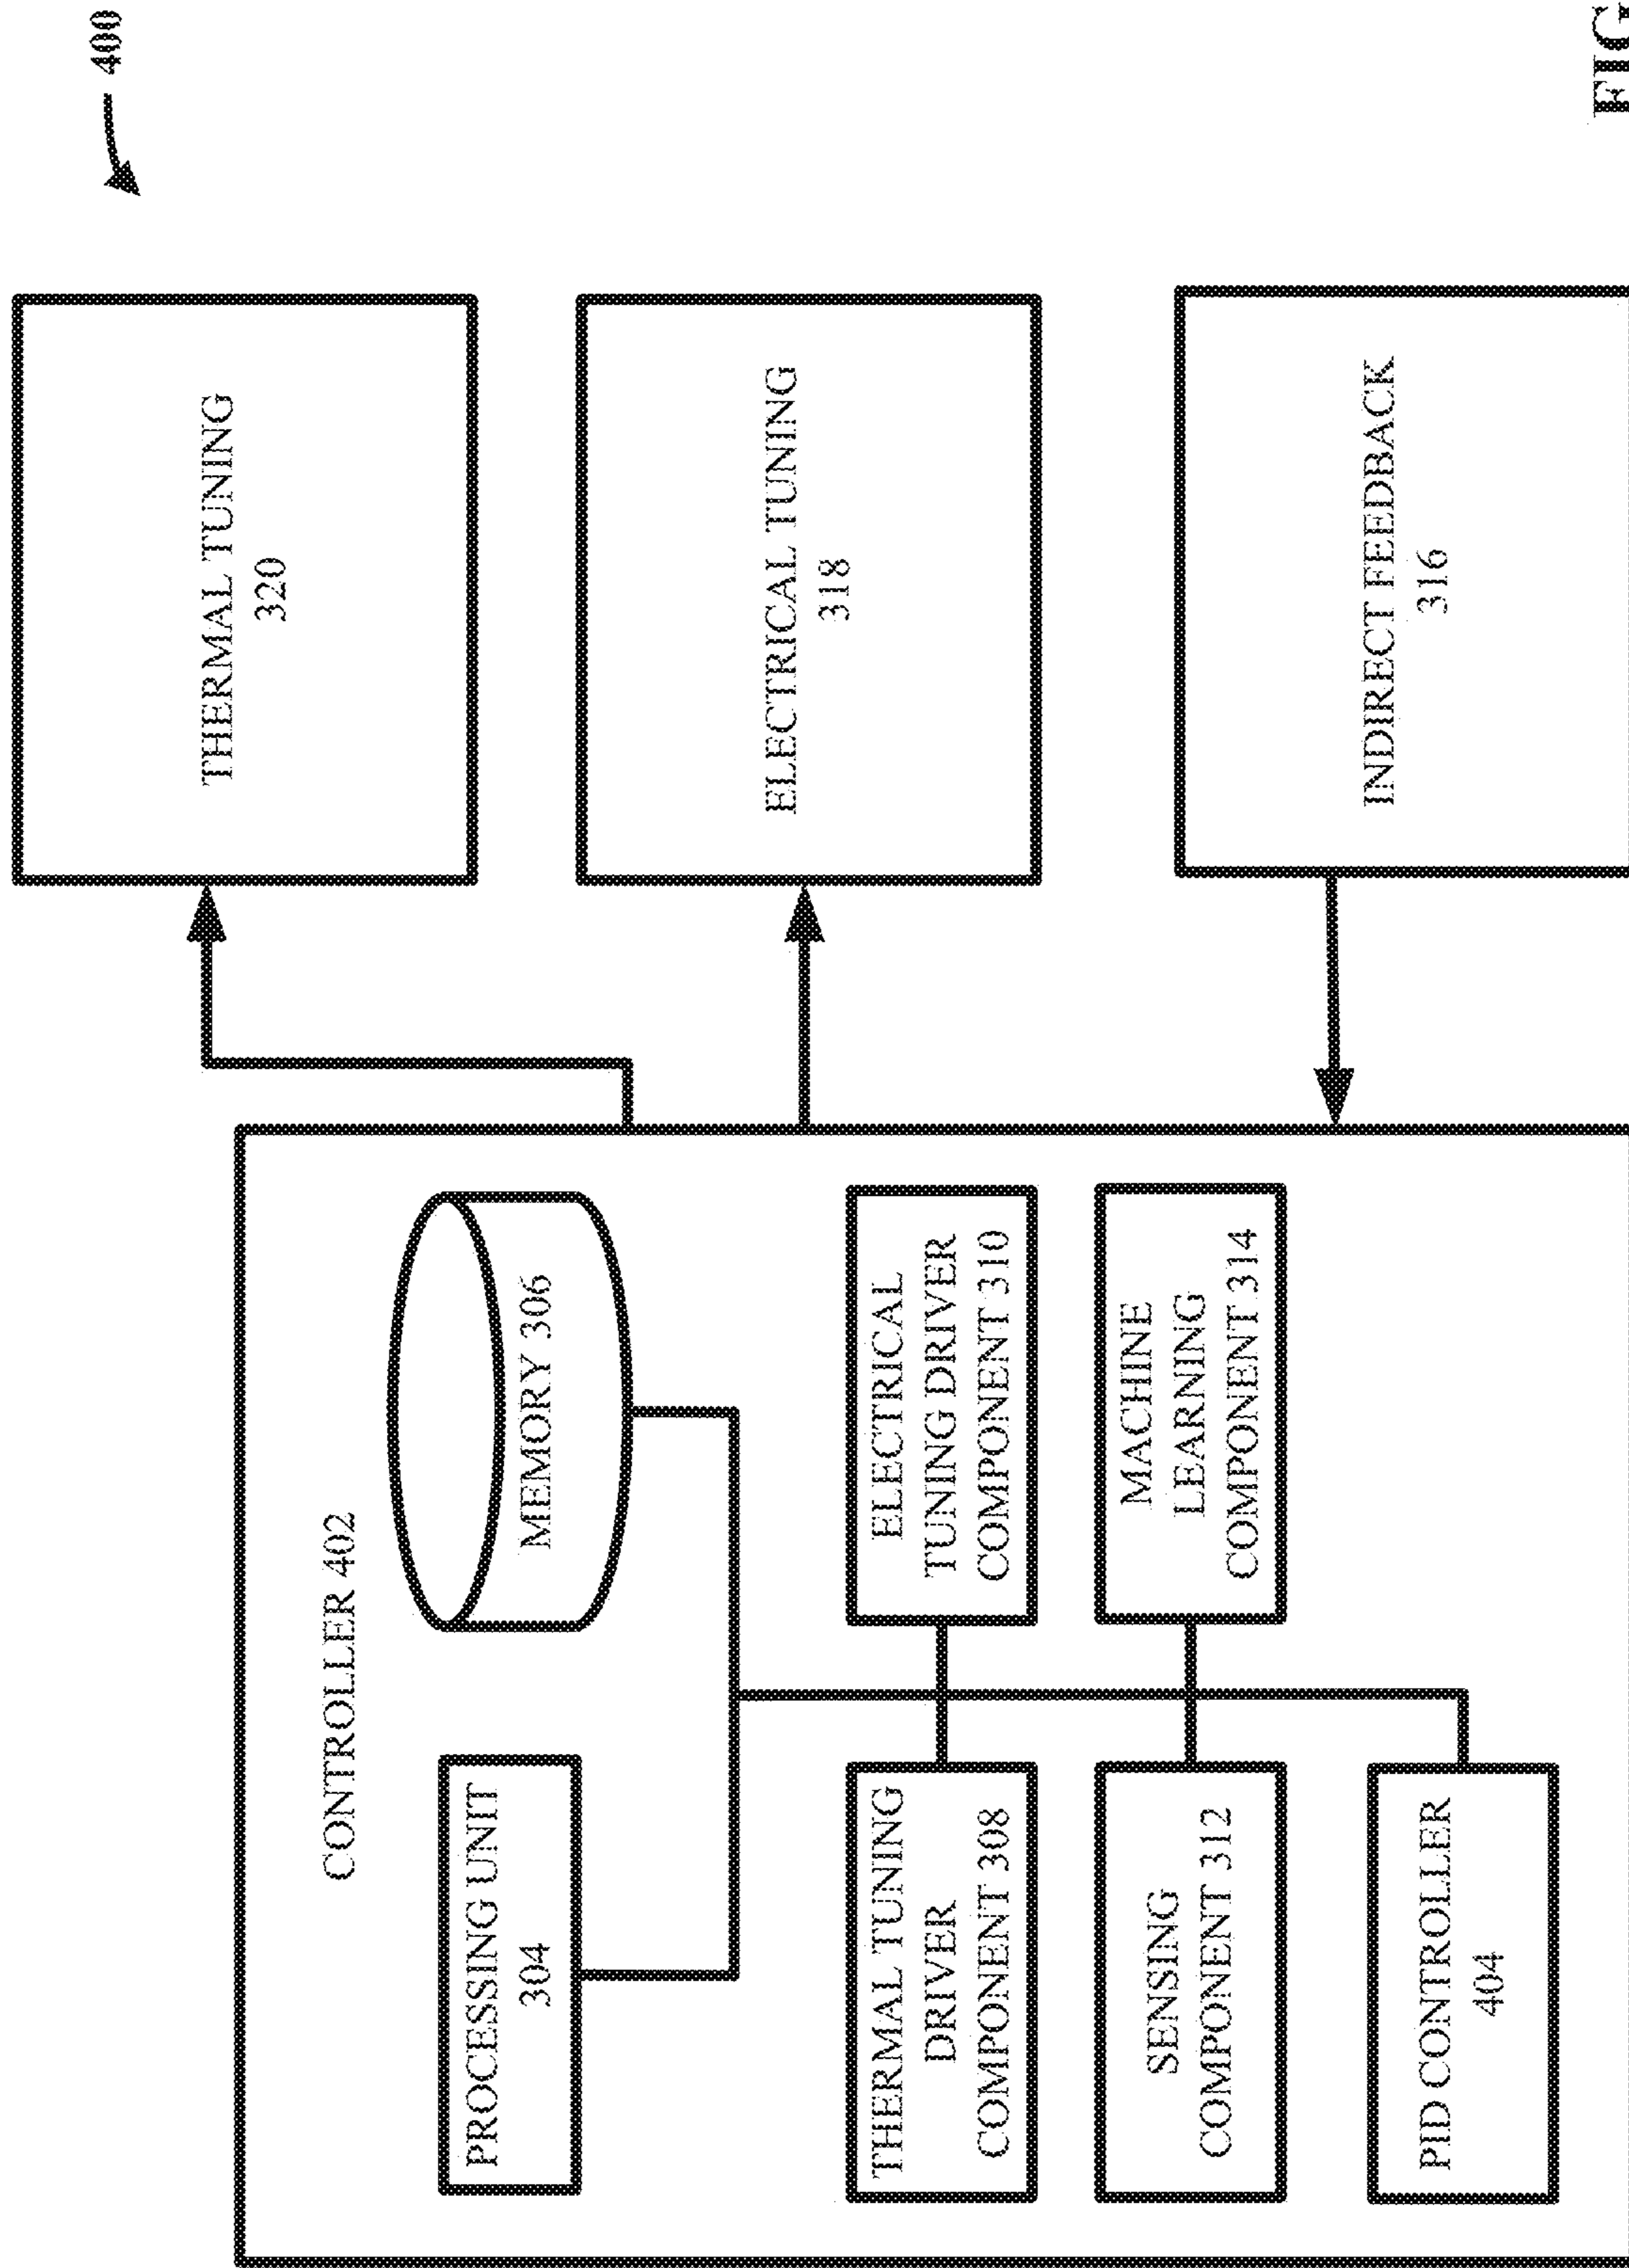 400
CONTROLLER 402
PROCESSING UNIT
304
MEMORY 306
THERMAL TUNING
DRIVER
COMPONENT 308
ELECTRICAL
TUNING DRIVER
COMPONENT 310
SENSING
COMPONENT 312
MACHINE
LEARNING
COMPONENT 314
PID CONTROLLER
404
THERMAL TUNING
320
ELECTRICAL TUNING
318
INDIRECT FEEDBACK
316
FIG